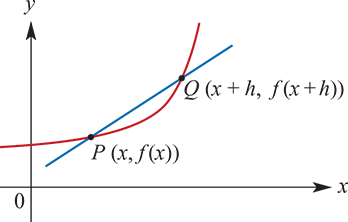 y
Q (x + h, f(x + h))
P (x, f(x))
0
x